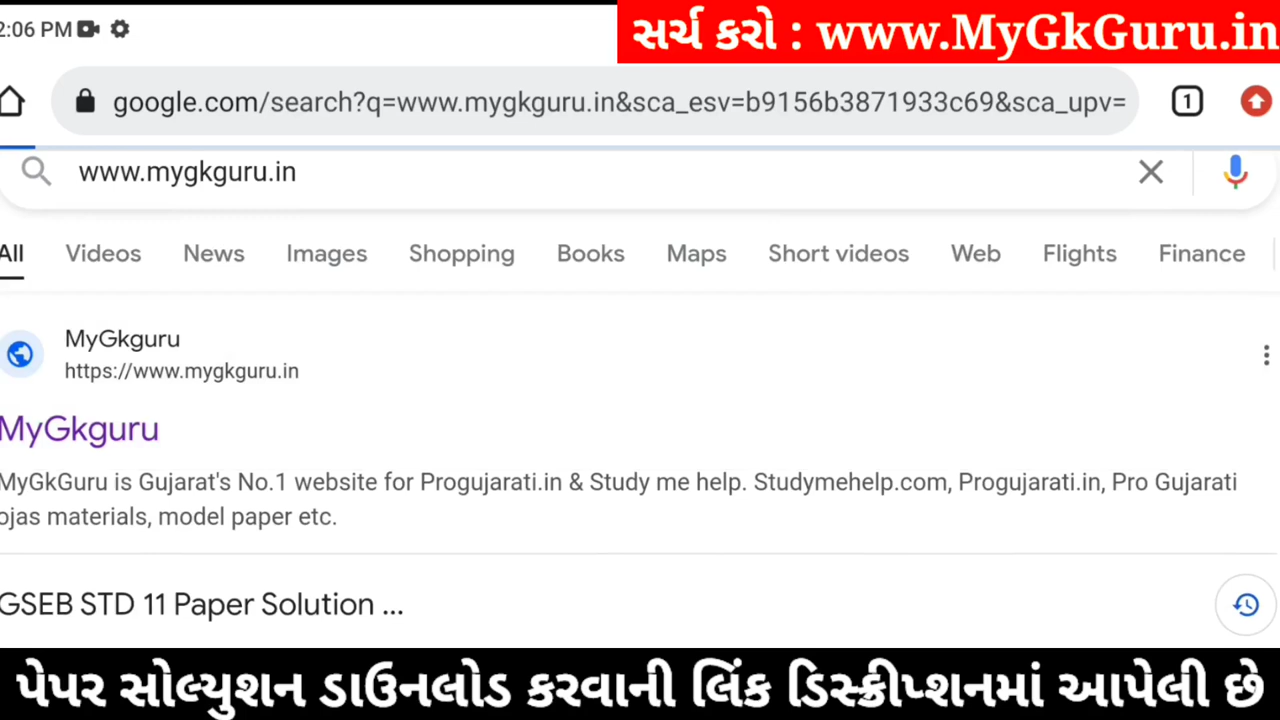 2:06 PM
સર્ચ કરો : www.MyGkGuru.in
google.com/search?q=www.mygkguru.in&sca_esv=b9156b3871933c69&sca_upv=
1
www.mygkguru.in
All Videos News Images Shopping Books Maps Short videos Web Flights Finance
MyGkguru
https://www.mygkguru.in
MyGkguru
MyGkGuru is Gujarat's No.1 website for Progujarati.in & Study me help. Studymehelp.com, Progujarati.in, Pro Gujarati
ojas materials, model paper etc.
GSEB STD 11 Paper Solution ...
પેપર સોલ્યુશન ડાઉનલોડ કરવાની લિંક ડિસ્ક્રીપ્શનમાં આપેલી છે